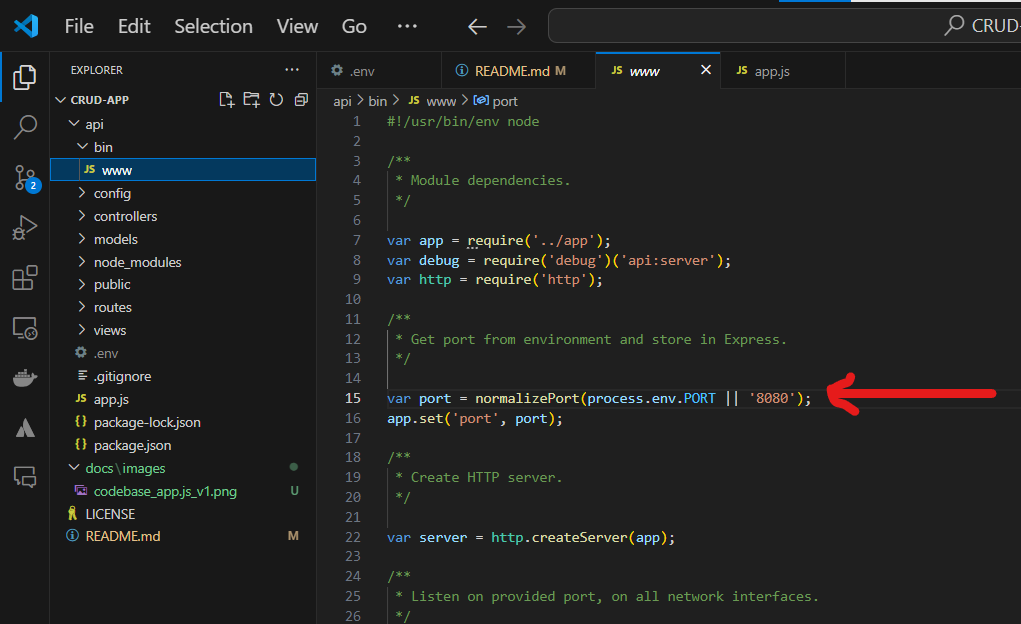 File Edit Selection View Go ··· CRUD-
EXPLORER ···
CRUD-APP
api
bin
JS www
config
controllers
models
node_modules
public
routes
views
.env
.gitignore
JS app.js
{} package-lock.json
{} package.json
docs\images
codebase_app.js_v1.png U
LICENSE
README.md M
2
.env README.md M JS www × JS app.js
api > bin > JS www > port
1 #!/usr/bin/env node
2
3 /**
4 * Module dependencies.
5 */
6
7 var app = require('../app');
8 var debug = require('debug')('api:server');
9 var http = require('http');
10
11 /**
12 * Get port from environment and store in Express.
13 */
14
15 var port = normalizePort(process.env.PORT || '8080');
16 app.set('port', port);
17
18 /**
19 * Create HTTP server.
20 */
21
22 var server = http.createServer(app);
23
24 /**
25 * Listen on provided port, on all network interfaces.
26 */